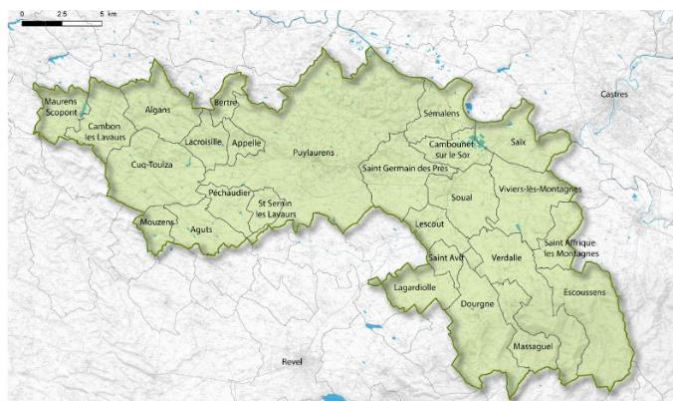 0 2.5 5 km
Maurens
Scopont
Cambon
les Lavaurs
Algans
Bertre
Lacroisille
Appelle
Cuq-Toulza
Puylaurens
Péchaudier
St Sernin
les Lavaurs
Mouzens
Aguts
Sémalens
Cambounet
sur le Sor
Saïx
Castres
Saint Germain des Près
Soual
Viviers-lès-Montagnes
Lescout
Saint Affrique
les Montagnes
Saint Avit
Verdalle
Lagardiolle
Dourgne
Escoussens
Massaguel
Revel